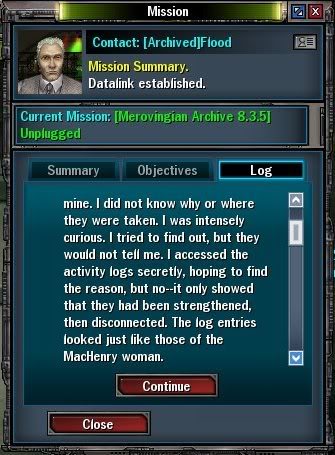 Mission
Contact: [Archived]Flood
Mission Summary.
Datalink established.
Current Mission: [Merovingian Archive 8.3.5]
Unplugged
Summary
Objectives
Log
mine. I did not know why or where
they were taken. I was intensely
curious. I tried to find out, but they
would not tell me. I accessed the
activity logs secretly, hoping to find
the reason, but no--it only showed
that they had been strengthened,
then disconnected. The log entries
looked just like those of the
MacHenry woman.
Continue
Close